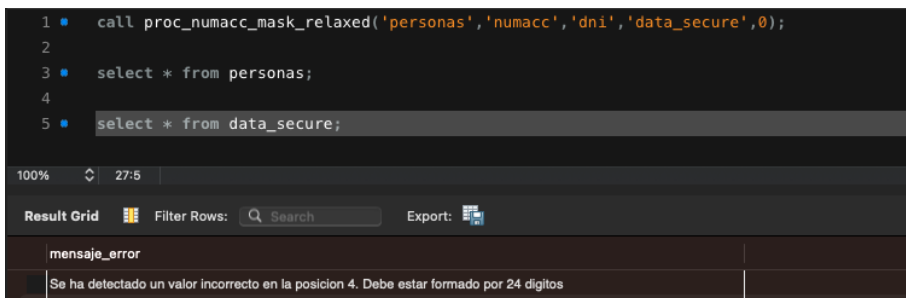 1 call proc_numacc_mask_relaxed('personas','numacc','dni','data_secure',0);
2
3 select * from personas;
4
5 select * from data_secure;
100% 27:5
Result Grid Filter Rows: Search Export:
mensaje_error
Se ha detectado un valor incorrecto en la posicion 4. Debe estar formado por 24 digitos